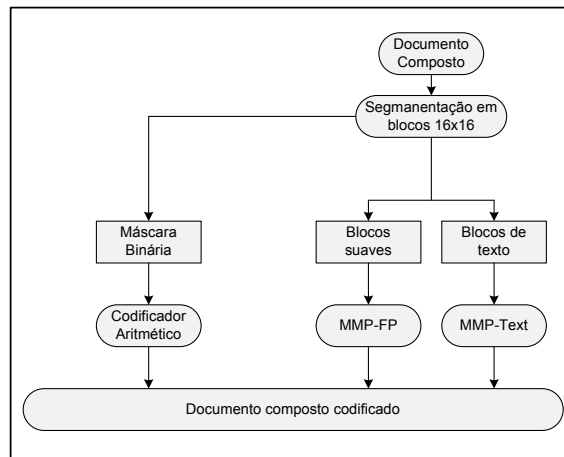 Documento
Composto
Segmanentação em
blocos 16x16
Máscara
Binária
Blocos
suaves
Blocos de
texto
Codificador
Aritmético
MMP-FP
MMP-Text
Documento composto codificado